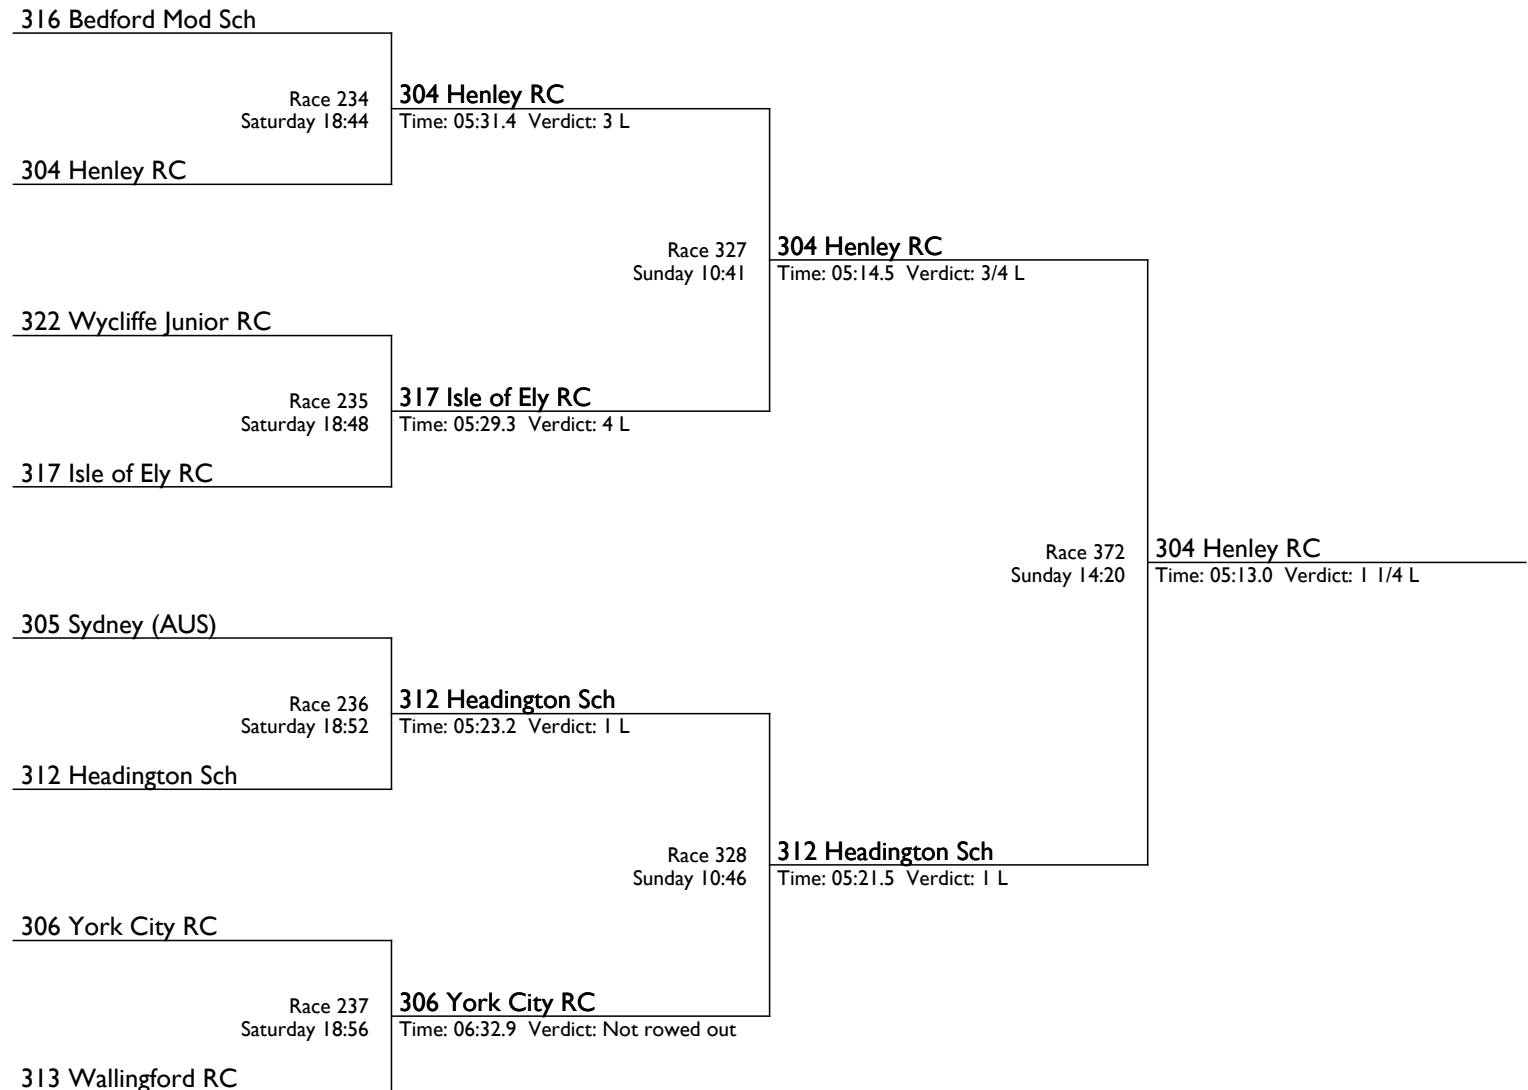 316 Bedford Mod Sch
Race 234
Saturday 18:44
304 Henley RC
Time: 05:31.4 Verdict: 3 L
304 Henley RC
Race 327
Sunday 10:41
304 Henley RC
Time: 05:14.5 Verdict: 3/4 L
322 Wycliffe Junior RC
Race 235
Saturday 18:48
317 Isle of Ely RC
Time: 05:29.3 Verdict: 4 L
317 Isle of Ely RC
Race 372
Sunday 14:20
304 Henley RC
Time: 05:13.0 Verdict: 1 1/4 L
305 Sydney (AUS)
Race 236
Saturday 18:52
312 Headington Sch
Time: 05:23.2 Verdict: 1 L
312 Headington Sch
Race 328
Sunday 10:46
312 Headington Sch
Time: 05:21.5 Verdict: 1 L
306 York City RC
Race 237
Saturday 18:56
306 York City RC
Time: 06:32.9 Verdict: Not rowed out
313 Wallingford RC